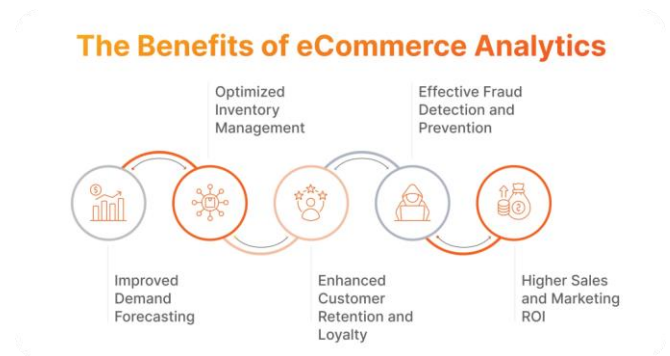 The Benefits of eCommerce Analytics
Optimized
Inventory
Management
Effective Fraud
Detection and
Prevention
Improved
Demand
Forecasting
Enhanced
Customer
Retention and
Loyalty
Higher Sales
and Marketing
ROI